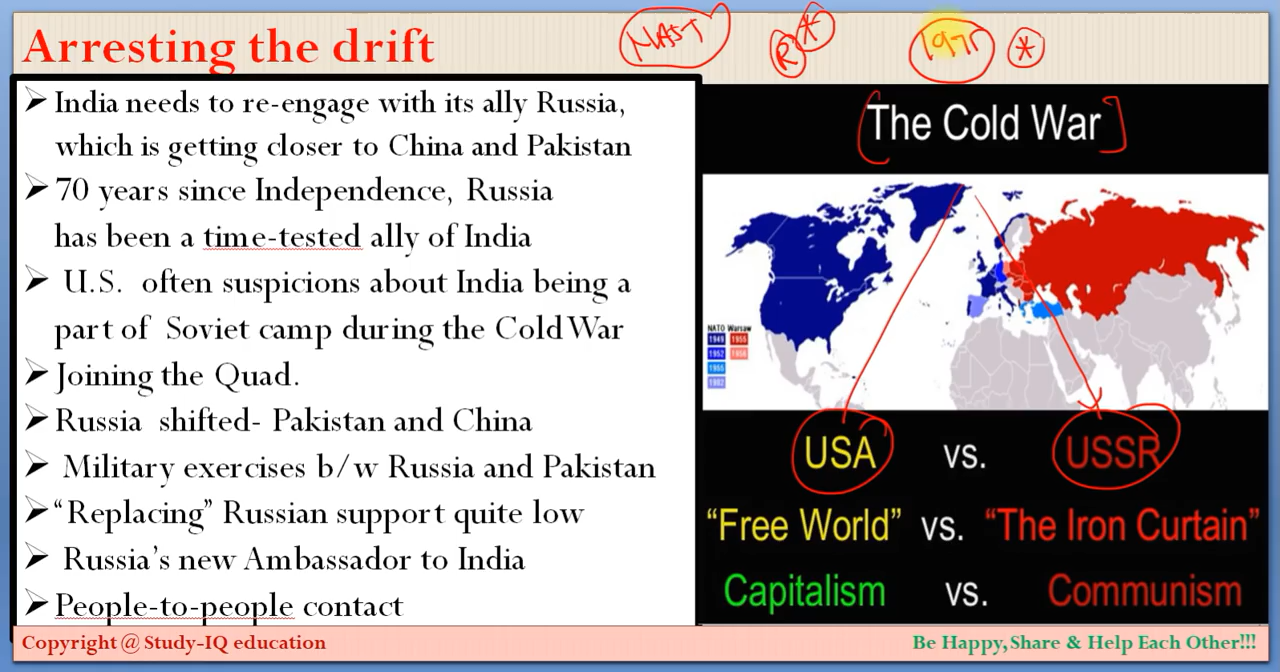 Arresting the drift
➢ India needs to re-engage with its ally Russia,
which is getting closer to China and Pakistan
➢ 70 years since Independence, Russia
has been a time-tested ally of India
➢ U.S. often suspicions about India being a
part of Soviet camp during the Cold War
➢ Joining the Quad.
➢ Russia shifted- Pakistan and China
➢ Military exercises b/w Russia and Pakistan
➢ “Replacing” Russian support quite low
➢ Russia’s new Ambassador to India
➢ People-to-people contact
R
The Cold War
NATO Warsaw
1949 1955
1952 1956
1955
1982
USA vs. USSR
“Free World” vs. “The Iron Curtain”
Capitalism vs. Communism
Copyright @ Study-IQ education
Be Happy,Share & Help Each Other!!!